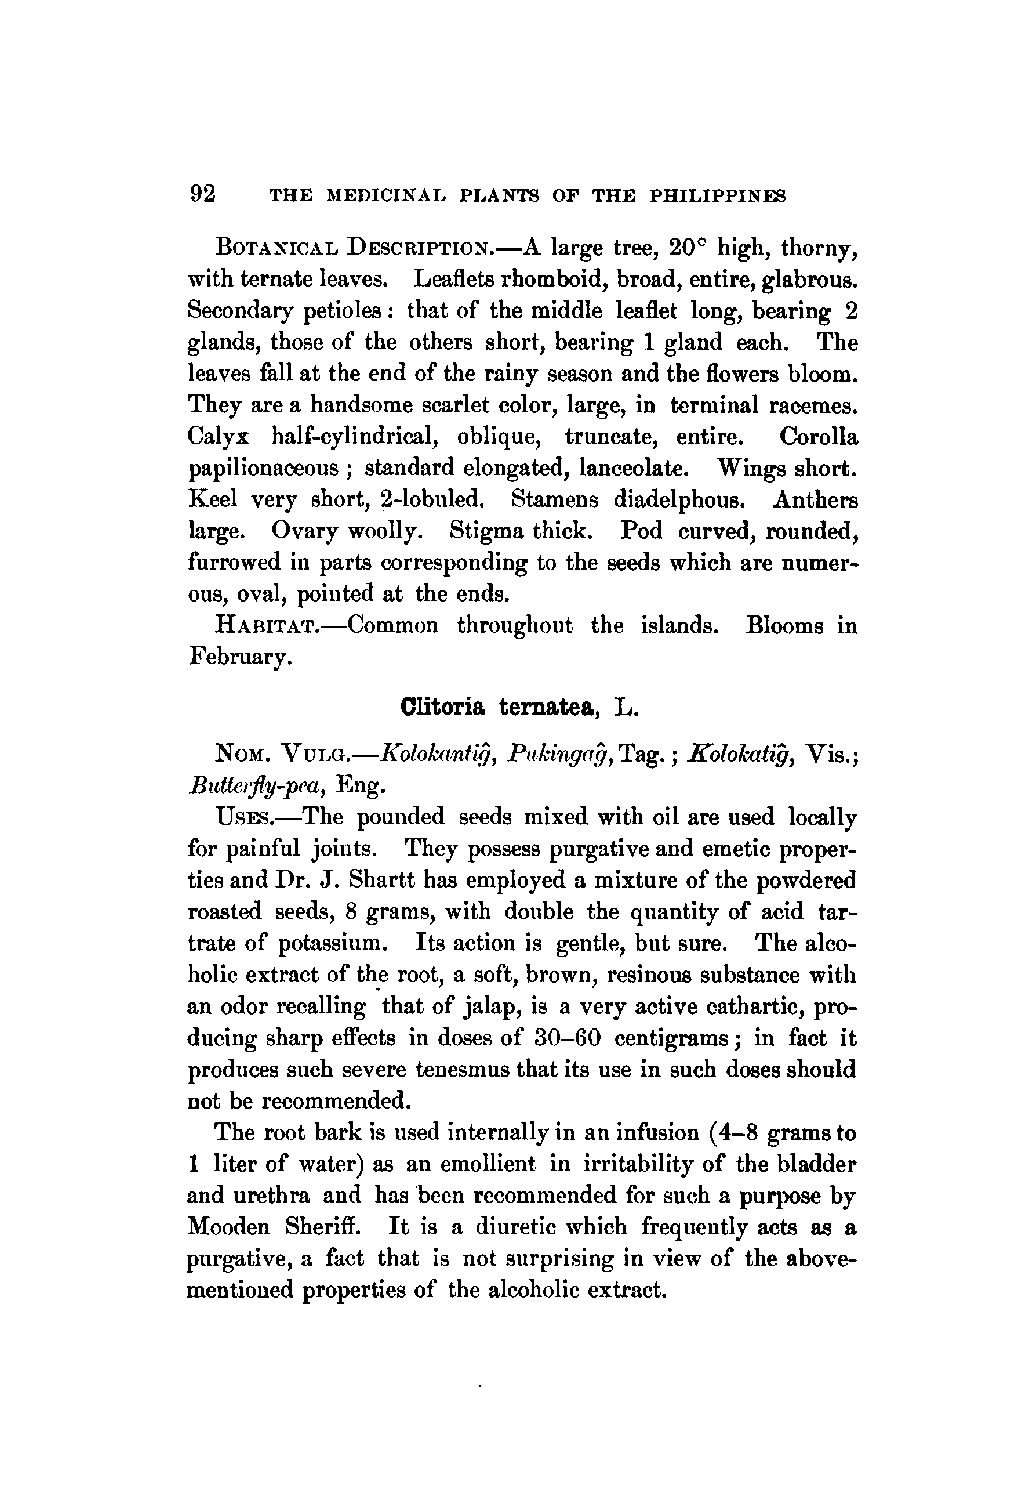 92 THE MEDICINAL PLANTS OF THE PHILIPPINES
BOTANICAL DESCRIPTION.—A large tree, 20° high, thorny,
with ternate leaves. Leaflets rhomboid, broad, entire, glabrous.
Secondary petioles: that of the middle leaflet long, bearing 2
glands, those of the others short, bearing 1 gland each. The
leaves fall at the end of the rainy season and the flowers bloom.
They are a handsome scarlet color, large, in terminal racemes.
Calyx half-cylindrical, oblique, truncate, entire. Corolla
papilionaceous; standard elongated, lanceolate. Wings short.
Keel very short, 2-lobuled. Stamens diadelphous. Anthers
large. Ovary woolly. Stigma thick. Pod curved, rounded,
furrowed in parts corresponding to the seeds which are numer-
ous, oval, pointed at the ends.
HABITAT.—Common throughout the islands. Blooms in
February.
Clitoria ternatea, L.
NOM. VULG.—Kolokantiĝ, Pukingaĝ, Tag.; Kolokatiĝ, Vis.;
Butterfly-pea, Eng.
USES.—The pounded seeds mixed with oil are used locally
for painful joints. They possess purgative and emetic proper-
ties and Dr. J. Shartt has employed a mixture of the powdered
roasted seeds, 8 grams, with double the quantity of acid tar-
trate of potassium. Its action is gentle, but sure. The alco-
holic extract of the root, a soft, brown, resinous substance with
an odor recalling that of jalap, is a very active cathartic, pro-
ducing sharp effects in doses of 30–60 centigrams; in fact it
produces such severe tenesmus that its use in such doses should
not be recommended.
The root bark is used internally in an infusion (4–8 grams to
1 liter of water) as an emollient in irritability of the bladder
and urethra and has been recommended for such a purpose by
Mooden Sheriff. It is a diuretic which frequently acts as a
purgative, a fact that is not surprising in view of the above-
mentioned properties of the alcoholic extract.